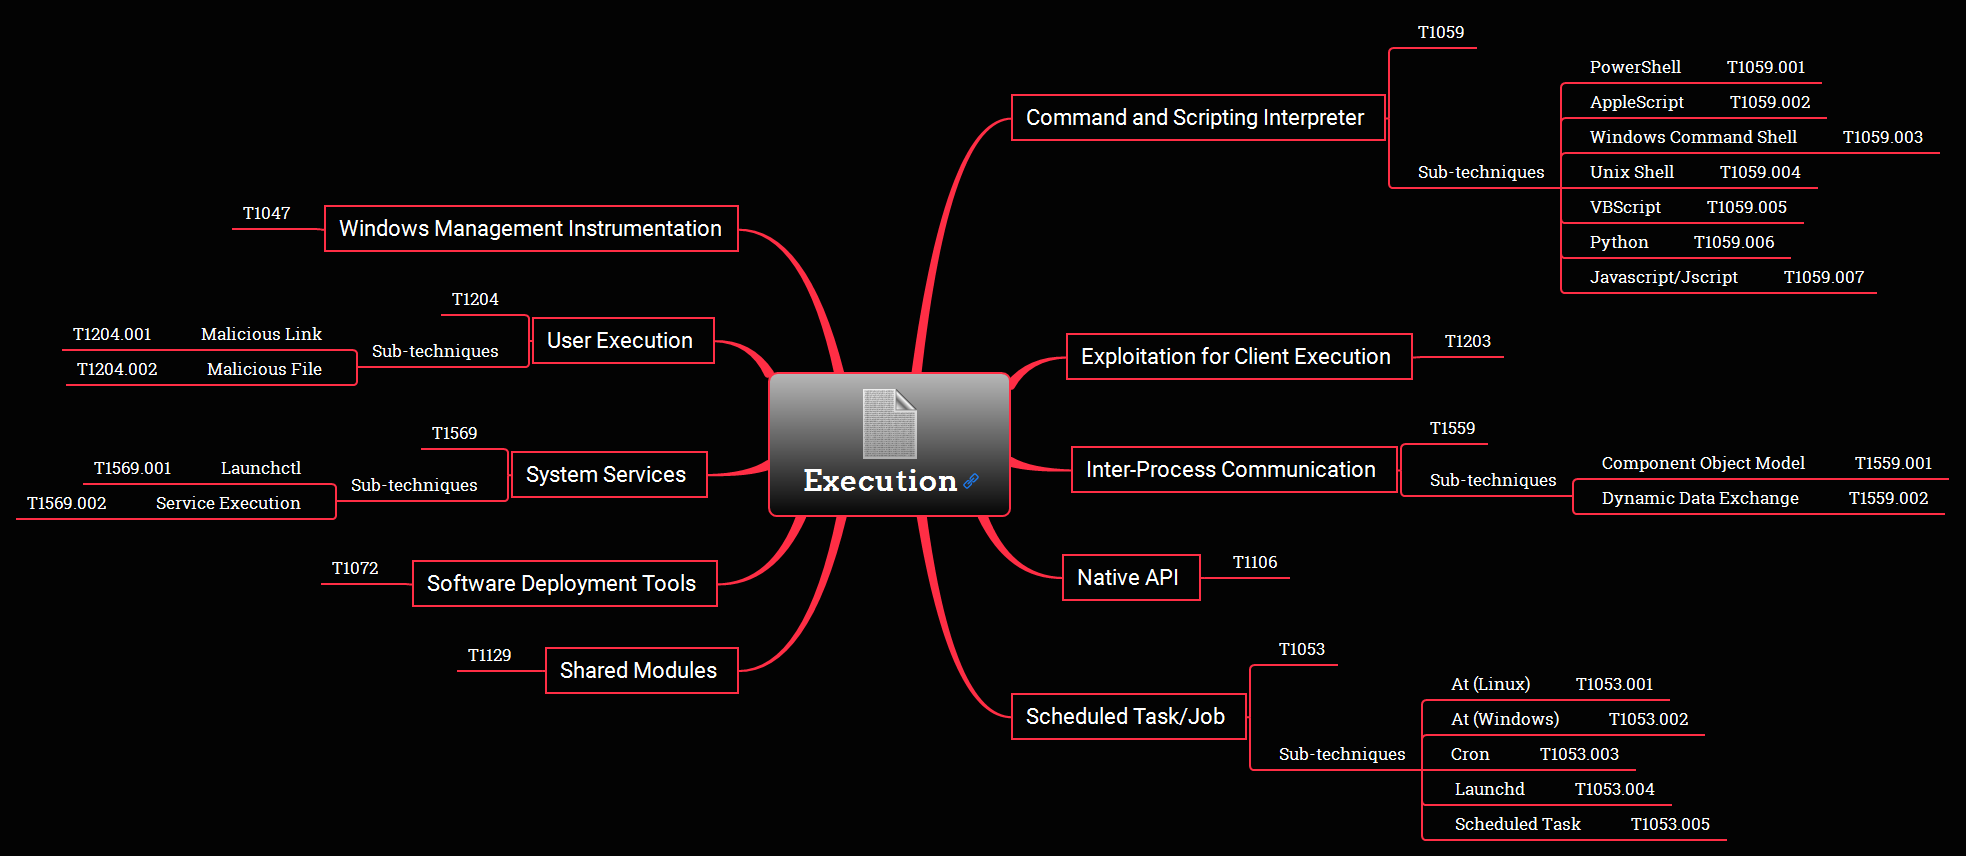 Execution
Command and Scripting Interpreter
T1059
Sub-techniques
PowerShell T1059.001
AppleScript T1059.002
Windows Command Shell T1059.003
Unix Shell T1059.004
VBScript T1059.005
Python T1059.006
Javascript/Jscript T1059.007
Exploitation for Client Execution
T1203
Inter-Process Communication
T1559
Sub-techniques
Component Object Model T1559.001
Dynamic Data Exchange T1559.002
Native API
T1106
Scheduled Task/Job
T1053
Sub-techniques
At (Linux) T1053.001
At (Windows) T1053.002
Cron T1053.003
Launchd T1053.004
Scheduled Task T1053.005
Windows Management Instrumentation
T1047
User Execution
T1204
Sub-techniques
T1204.001 Malicious Link
T1204.002 Malicious File
System Services
T1569
Sub-techniques
T1569.001 Launchctl
T1569.002 Service Execution
Software Deployment Tools
T1072
Shared Modules
T1129